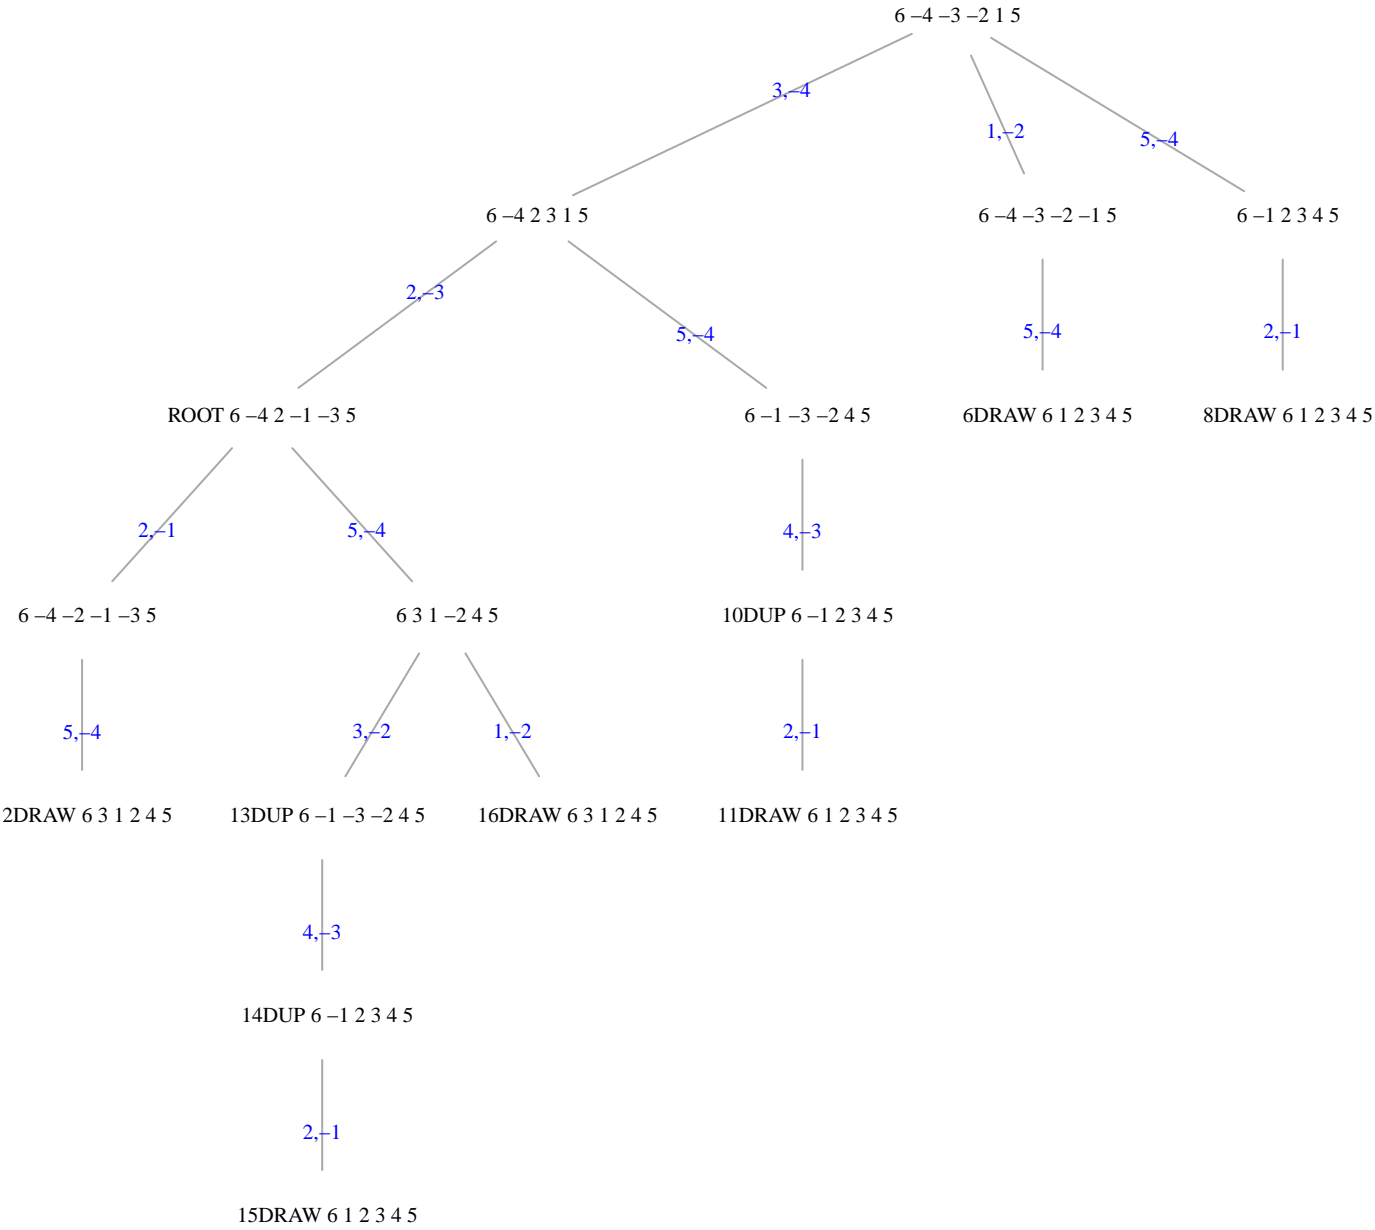 6 –4 –3 –2 1 5
3,–4
1,–2
5,–4
6 –4 2 3 1 5
6 –4 –3 –2 –1 5
6 –1 2 3 4 5
2,–3
5,–4
5,–4
2,–1
ROOT 6 –4 2 –1 –3 5
6 –1 –3 –2 4 5
6DRAW 6 1 2 3 4 5
8DRAW 6 1 2 3 4 5
2,–1
5,–4
4,–3
6 –4 –2 –1 –3 5
6 3 1 –2 4 5
10DUP 6 –1 2 3 4 5
5,–4
3,–2
1,–2
2,–1
2DRAW 6 3 1 2 4 5
13DUP 6 –1 –3 –2 4 5
16DRAW 6 3 1 2 4 5
11DRAW 6 1 2 3 4 5
4,–3
14DUP 6 –1 2 3 4 5
2,–1
15DRAW 6 1 2 3 4 5